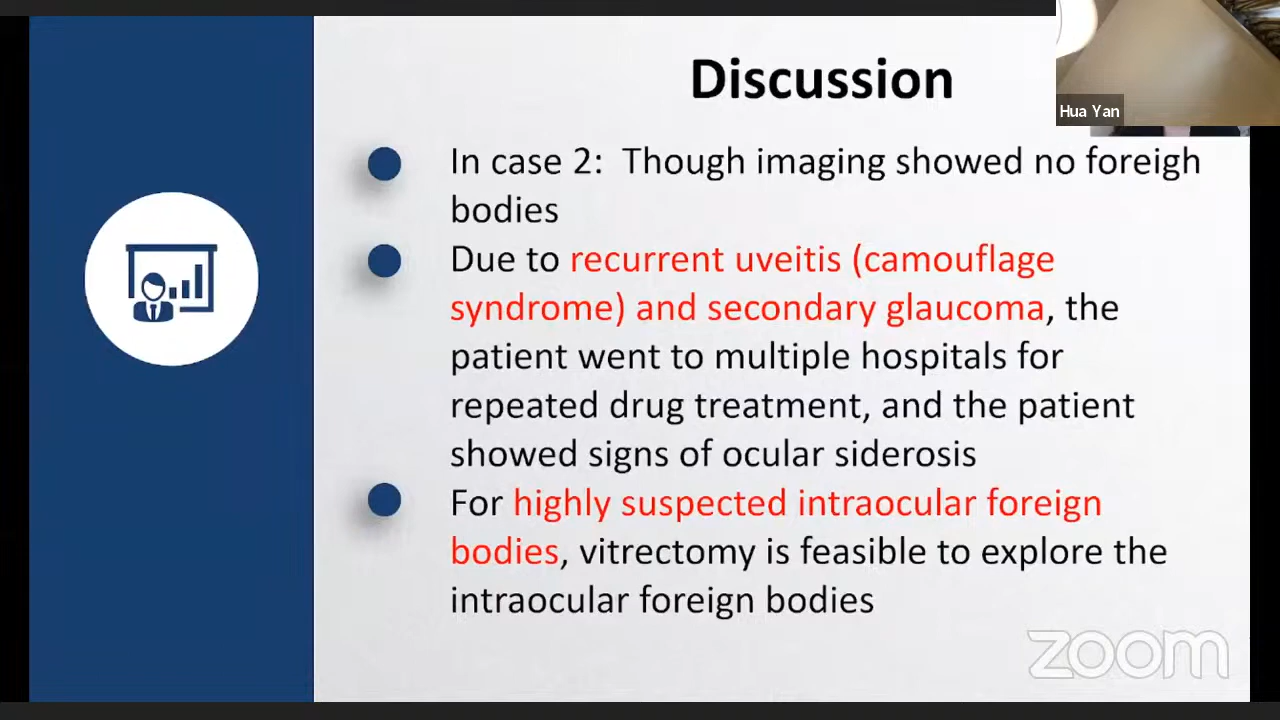 Discussion
Hua Yan
In case 2: Though imaging showed no foreigh
bodies
Due to recurrent uveitis (camouflage
syndrome) and secondary glaucoma, the
patient went to multiple hospitals for
repeated drug treatment, and the patient
showed signs of ocular siderosis
For highly suspected intraocular foreign
bodies, vitrectomy is feasible to explore the
intraocular foreign bodies
zoom